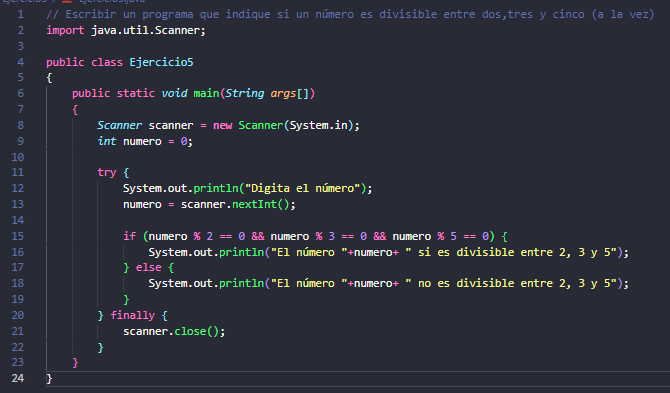 1 // Escribir un programa que indique si un número es divisible entre dos,tres y cinco (a la vez)
2 import java.util.Scanner;
3
4 public class Ejercicio5
5 {
6     public static void main(String args[])
7     {
8         Scanner scanner = new Scanner(System.in);
9         int numero = 0;
10
11         try {
12             System.out.println("Digita el número");
13             numero = scanner.nextInt();
14
15             if (numero % 2 == 0 && numero % 3 == 0 && numero % 5 == 0) {
16                 System.out.println("El número "+numero+ " si es divisible entre 2, 3 y 5");
17             } else {
18                 System.out.println("El número "+numero+ " no es divisible entre 2, 3 y 5");
19             }
20         } finally {
21             scanner.close();
22         }
23     }
24 }